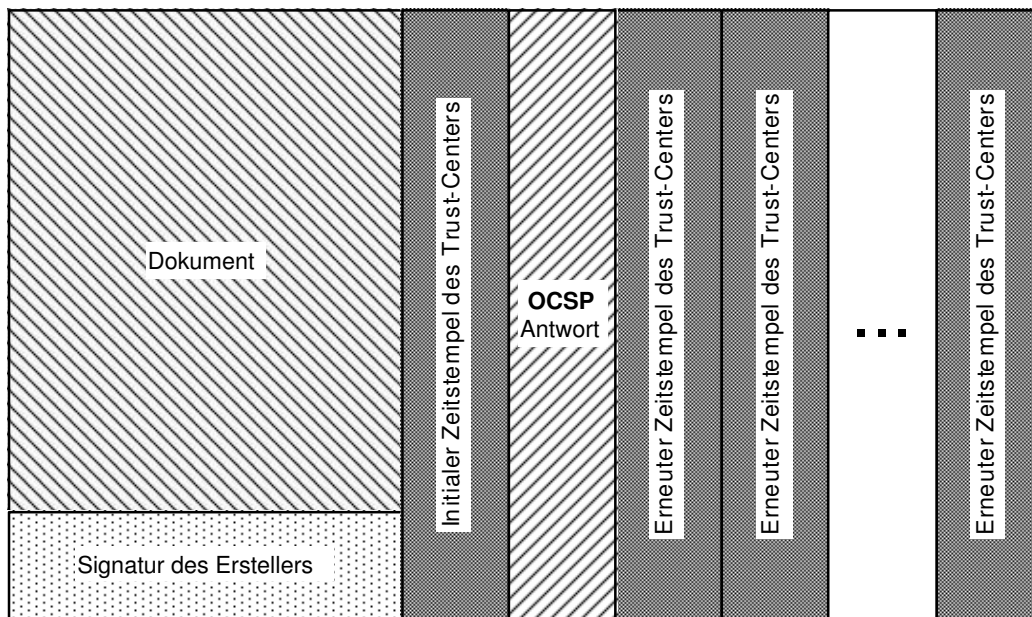 Dokument
Signatur des Erstellers
Initialer Zeitstempel des Trust-Centers
OCSP
Antwort
Erneuter Zeitstempel des Trust-Centers
Erneuter Zeitstempel des Trust-Centers
...
Erneuter Zeitstempel des Trust-Centers